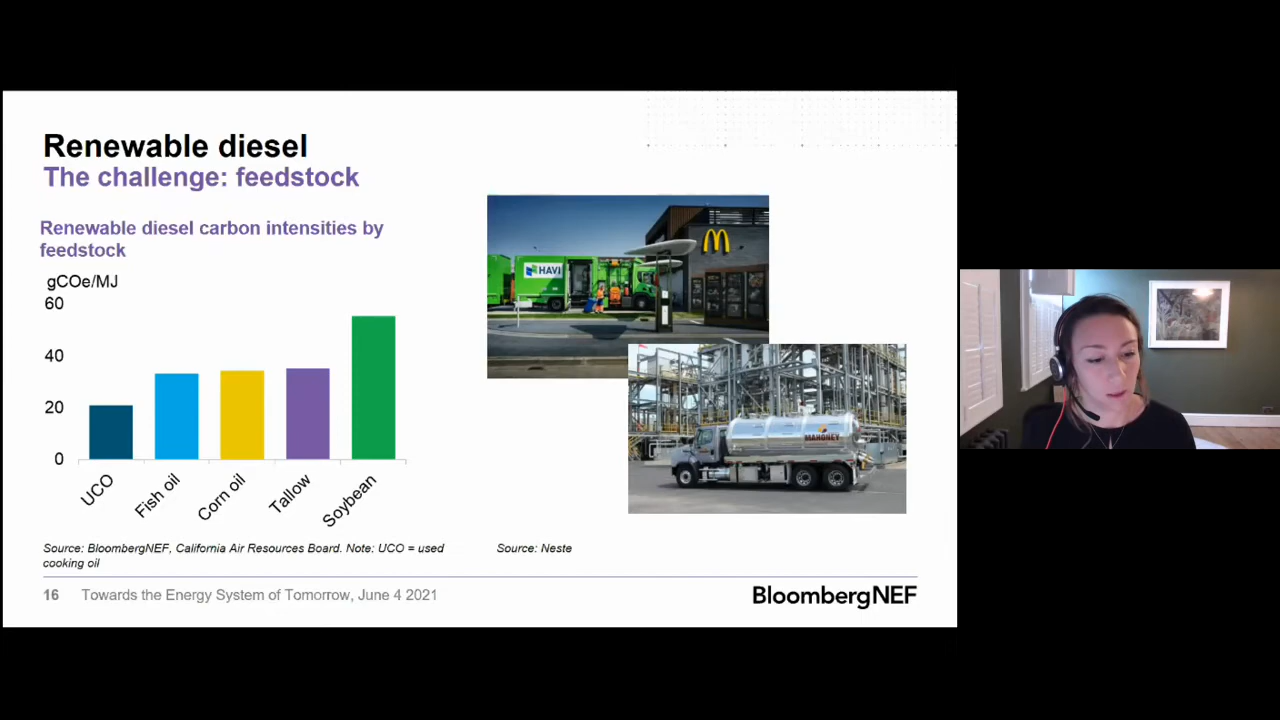 Renewable diesel
The challenge: feedstock
Renewable diesel carbon intensities by
feedstock
gCOe/MJ
60
40
20
0
UCO
Fish oil
Corn oil
Tallow
Soybean
HAVI
MAHONEY
Source: BloombergNEF, California Air Resources Board. Note: UCO = used
cooking oil
Source: Neste
16 Towards the Energy System of Tomorrow, June 4 2021
BloombergNEF